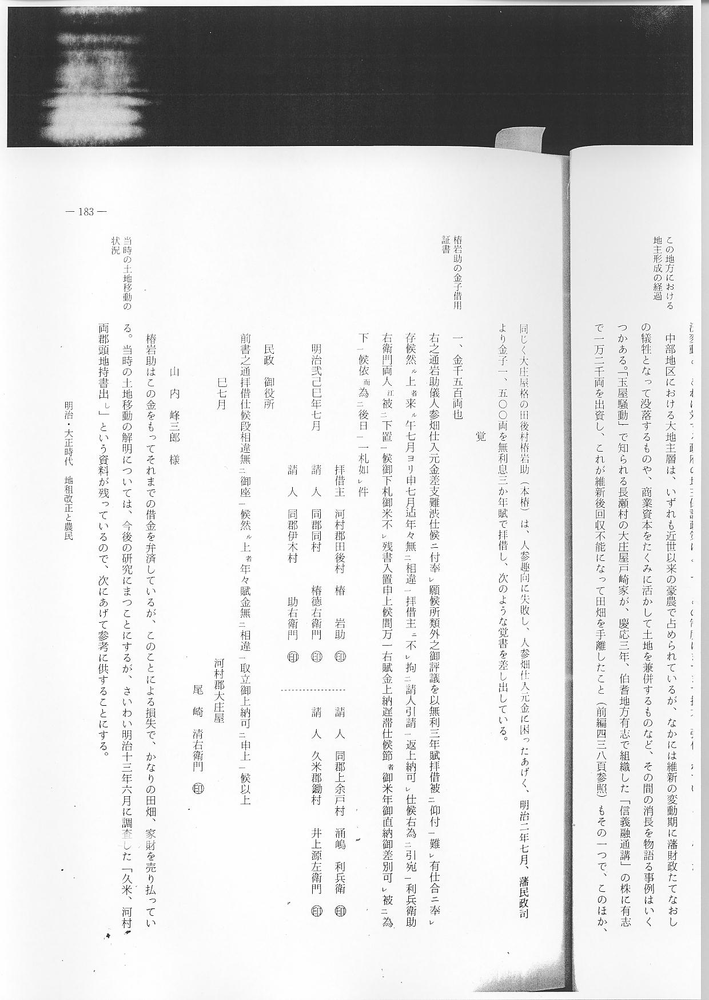 この地方における
地主形成の経過
中部地区における大地主層は、いずれも近世以来の豪農で占められているが、なかには維新の変動期に藩財政たてなおし
の犠牲となって没落するものや、商業資本をたくみに活かして土地を兼併するものなど、その間の消長を物語る事例はいく
つかある。「玉屋騒動」で知られる長瀬村の大庄屋戸崎家が、慶応三年、伯耆地方有志で組織した「信義融通講」の株に有志
で一万二千両を出資し、これが維新後回収不能になって田畑を手離したこと（前編四三八頁参照）もその一つで、このほか、
同じく大庄屋格の田後村椿岩助（本椿）は、人参趣向に失敗し、人参畑仕入元金に困ったあげく、明治二年七月、藩民政司
より金子一、五〇〇両を無利息三か年賦で拝借し、次のような覚書を差し出している。
椿岩助の金子借用
証書
覚
一、金千五百両也
右之通岩助儀人参畑仕入元金差支難渋仕候ニ付奉レ願候所類外之御評議を以無利三年賦拝借被ニ仰付一難レ有仕合ニ奉レ
存候然ル上者来ル午七月ヨリ申七月迠年々無ニ相違一拝借主ニ不レ拘ニ請人引請一返上納可レ仕候右為ニ引宛一利兵衛助
右衛門両人江被ニ下置一候御下札御米不レ残書入置申上候間万一右賦金上納遅滞仕候節者御米年御直納御差別可レ被ニ為
下一候依而為ニ後日一一札如レ件
拝借主　河村郡田後村　椿　岩助　㊞　請　人　同郡上余戸村　涌嶋　利兵衛　㊞
明治弐己巳年七月　請　人　同郡同村　椿徳右衛門　㊞　請　人　久米郡鋤村　井上源左衛門　㊞
請　人　同郡伊木村　助右衛門　㊞
民政　御役所
前書之通拝借仕候段相違無ニ御座一候然ル上者年々賦金無ニ相違一取立御上納可ニ申上一候以上
巳七月　河村郡大庄屋
尾　崎　清右衛門　㊞
山　内　峰三郎　様
椿岩助はこの金をもってそれまでの借金を弁済しているが、このことによる損失で、かなりの田畑、家財を売り払ってい
当時の土地移動の
状況
る。当時の土地移動の解明については、今後の研究にまつことにするが、さいわい明治十三年六月に調査した「久米、河村
両郡頭地持書出し」という資料が残っているので、次にあげて参考に供することにする。
明治・大正時代　地租改正と農民
— 183 —